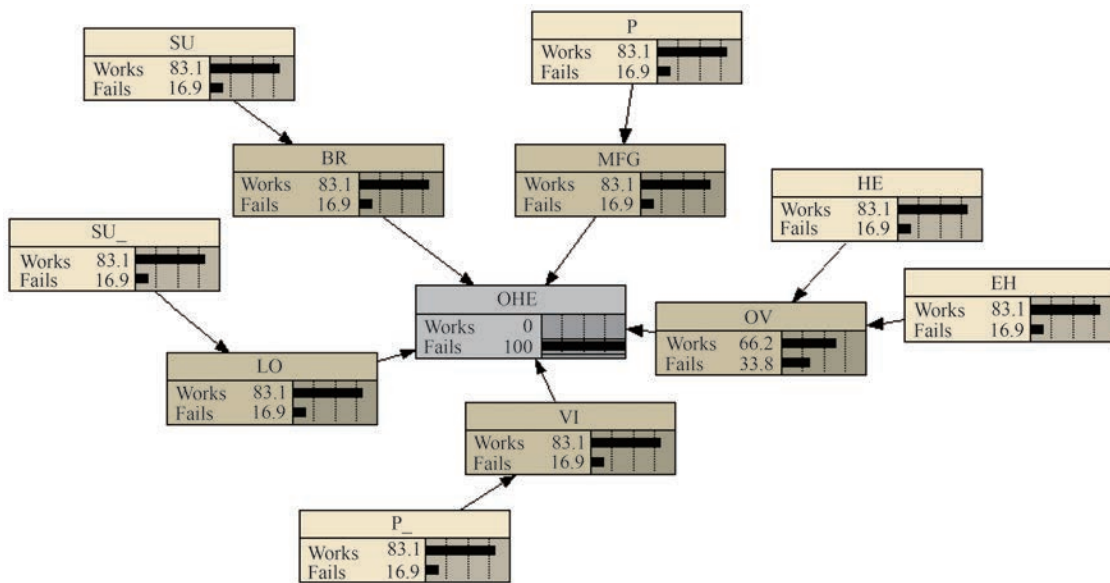 SU
Works 83.1
Fails 16.9
P
Works 83.1
Fails 16.9
BR
Works 83.1
Fails 16.9
MFG
Works 83.1
Fails 16.9
HE
Works 83.1
Fails 16.9
SU_
Works 83.1
Fails 16.9
EH
Works 83.1
Fails 16.9
OHE
Works 0
Fails 100
OV
Works 66.2
Fails 33.8
LO
Works 83.1
Fails 16.9
VI
Works 83.1
Fails 16.9
P_
Works 83.1
Fails 16.9